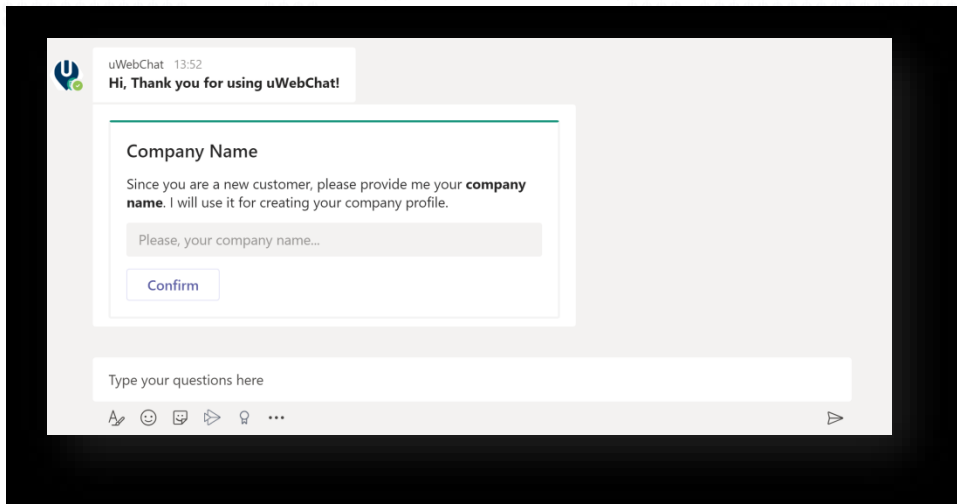 uWebChat 13:52
Hi, Thank you for using uWebChat!
Company Name
Since you are a new customer, please provide me your company
name. I will use it for creating your company profile.
Please, your company name...
Confirm
Type your questions here